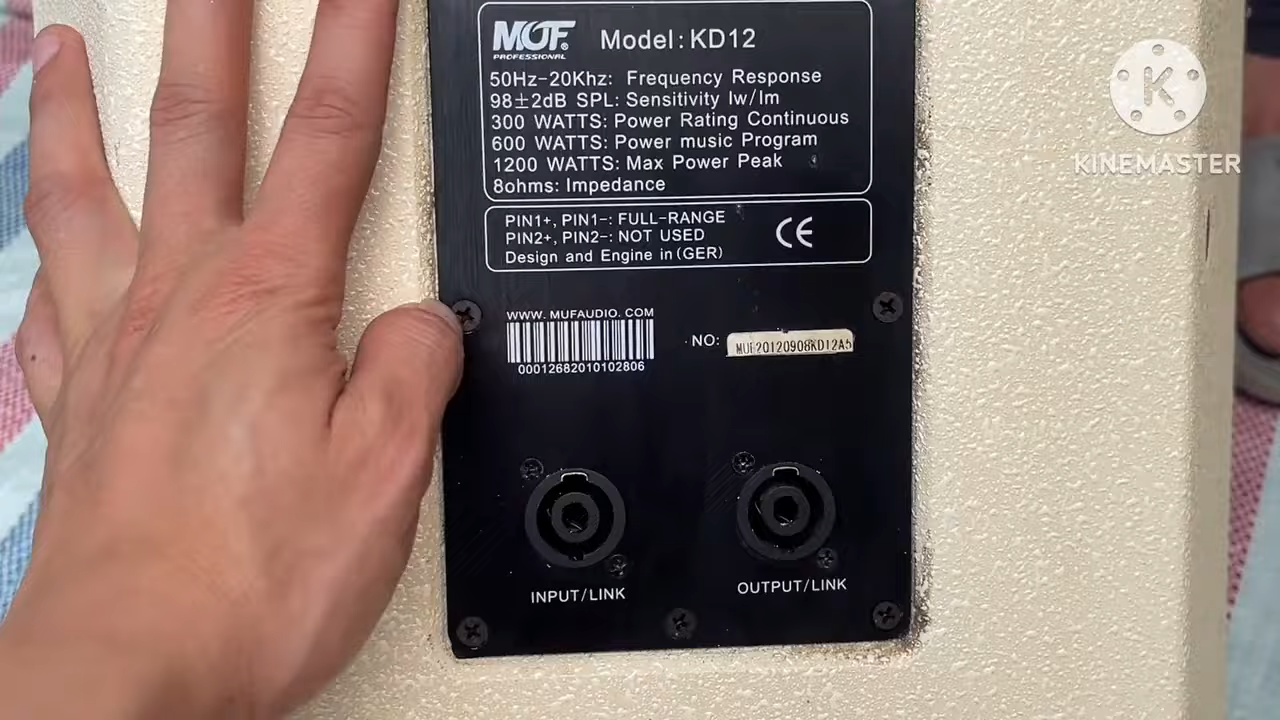 MUF®
PROFESSIONAL
Model: KD12
50Hz-20Khz: Frequency Response
98±2dB SPL: Sensitivity Iw/Im
300 WATTS: Power Rating Continuous
600 WATTS: Power music Program
1200 WATTS: Max Power Peak
8ohms: Impedance
PIN1+, PIN1-: FULL-RANGE
PIN2+, PIN2-: NOT USED
Design and Engine in (GER)
CE
WWW. MUFAUDIO. COM
00012682010102806
NO: MUF20120908KD12A5
INPUT/LINK
OUTPUT/LINK
K
KINEMASTER